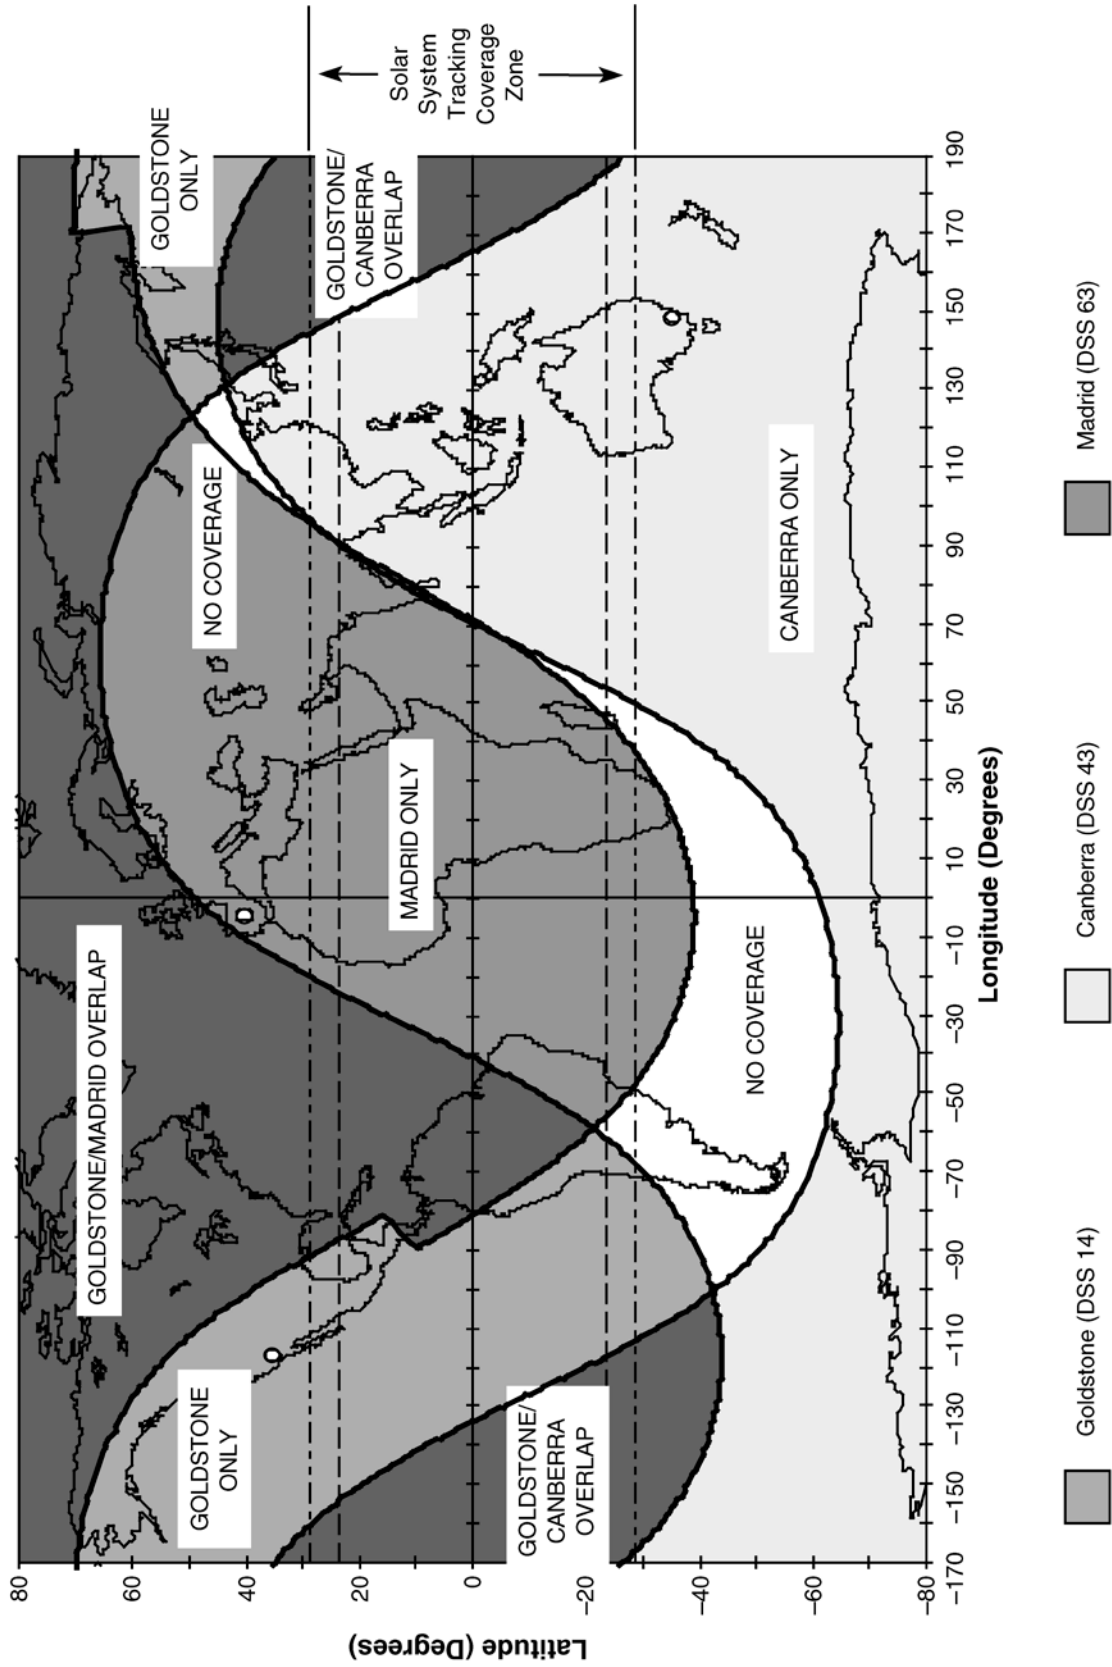 GOLDSTONE
ONLY
GOLDSTONE/
CANBERRA
OVERLAP
Solar
System
Tracking
Coverage
Zone
GOLDSTONE/MADRID OVERLAP
NO COVERAGE
MADRID ONLY
GOLDSTONE
ONLY
GOLDSTONE/
CANBERRA
OVERLAP
NO COVERAGE
CANBERRA ONLY
Latitude (Degrees)
80
60
40
20
0
–20
–40
–60
–80
–170
–150
–130
–110
–90
–70
–50
–30
–10
10
30
50
70
90
110
130
150
170
190
Longitude (Degrees)
Goldstone (DSS 14)
Canberra (DSS 43)
Madrid (DSS 63)